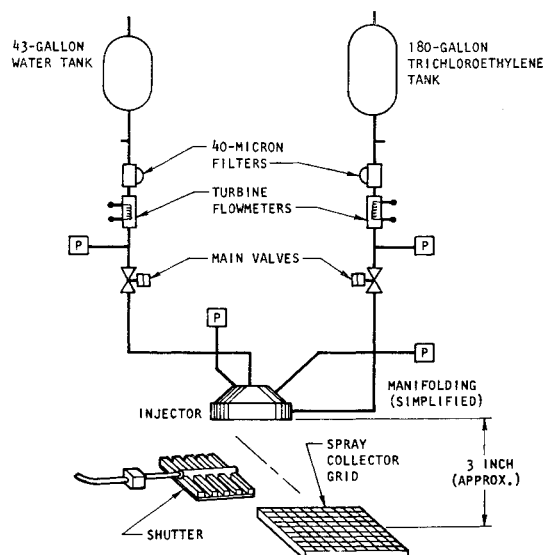 43-GALLON
WATER TANK
180-GALLON
TRICHLOROETHYLENE
TANK
40-MICRON
FILTERS
TURBINE
FLOWMETERS
P
P
MAIN VALVES
P
P
MANIFOLDING
(SIMPLIFIED)
INJECTOR
SPRAY
COLLECTOR
GRID
3 INCH
(APPROX.)
SHUTTER